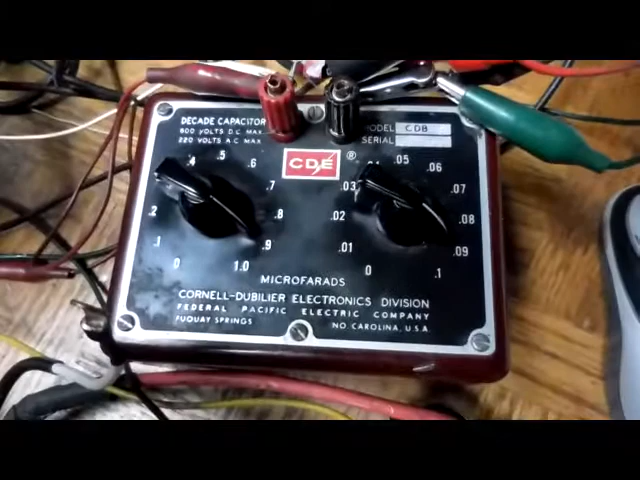 DECADE CAPACITOR
600 VOLTS D.C. MAX.
220 VOLTS A.C. MAX.
MODEL CDB
SERIAL
CDE ®
.4 .5 .6 .7 .8 .9 1.0
.2 .1 0
.04 .05 .06 .07 .08 .09 .1
.03 .02 .01 0
MICROFARADS
CORNELL-DUBILIER ELECTRONICS DIVISION
FEDERAL PACIFIC ELECTRIC COMPANY
FUQUAY SPRINGS NO. CAROLINA, U.S.A.